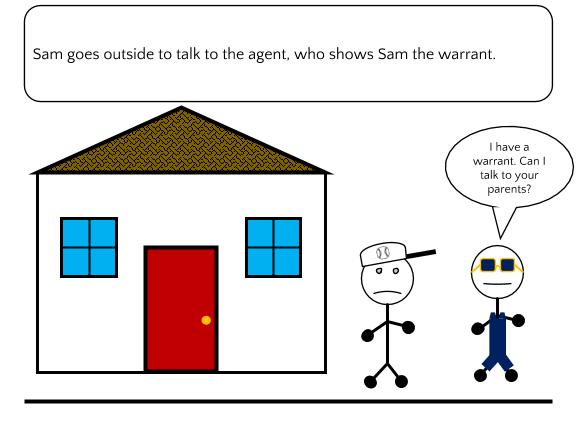 Sam goes outside to talk to the agent, who shows Sam the warrant.
I have a
warrant. Can I
talk to your
parents?